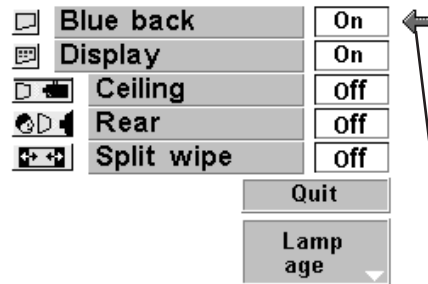 Blue back On
Display On
Ceiling Off
Rear Off
Split wipe Off
Quit
Lamp
age